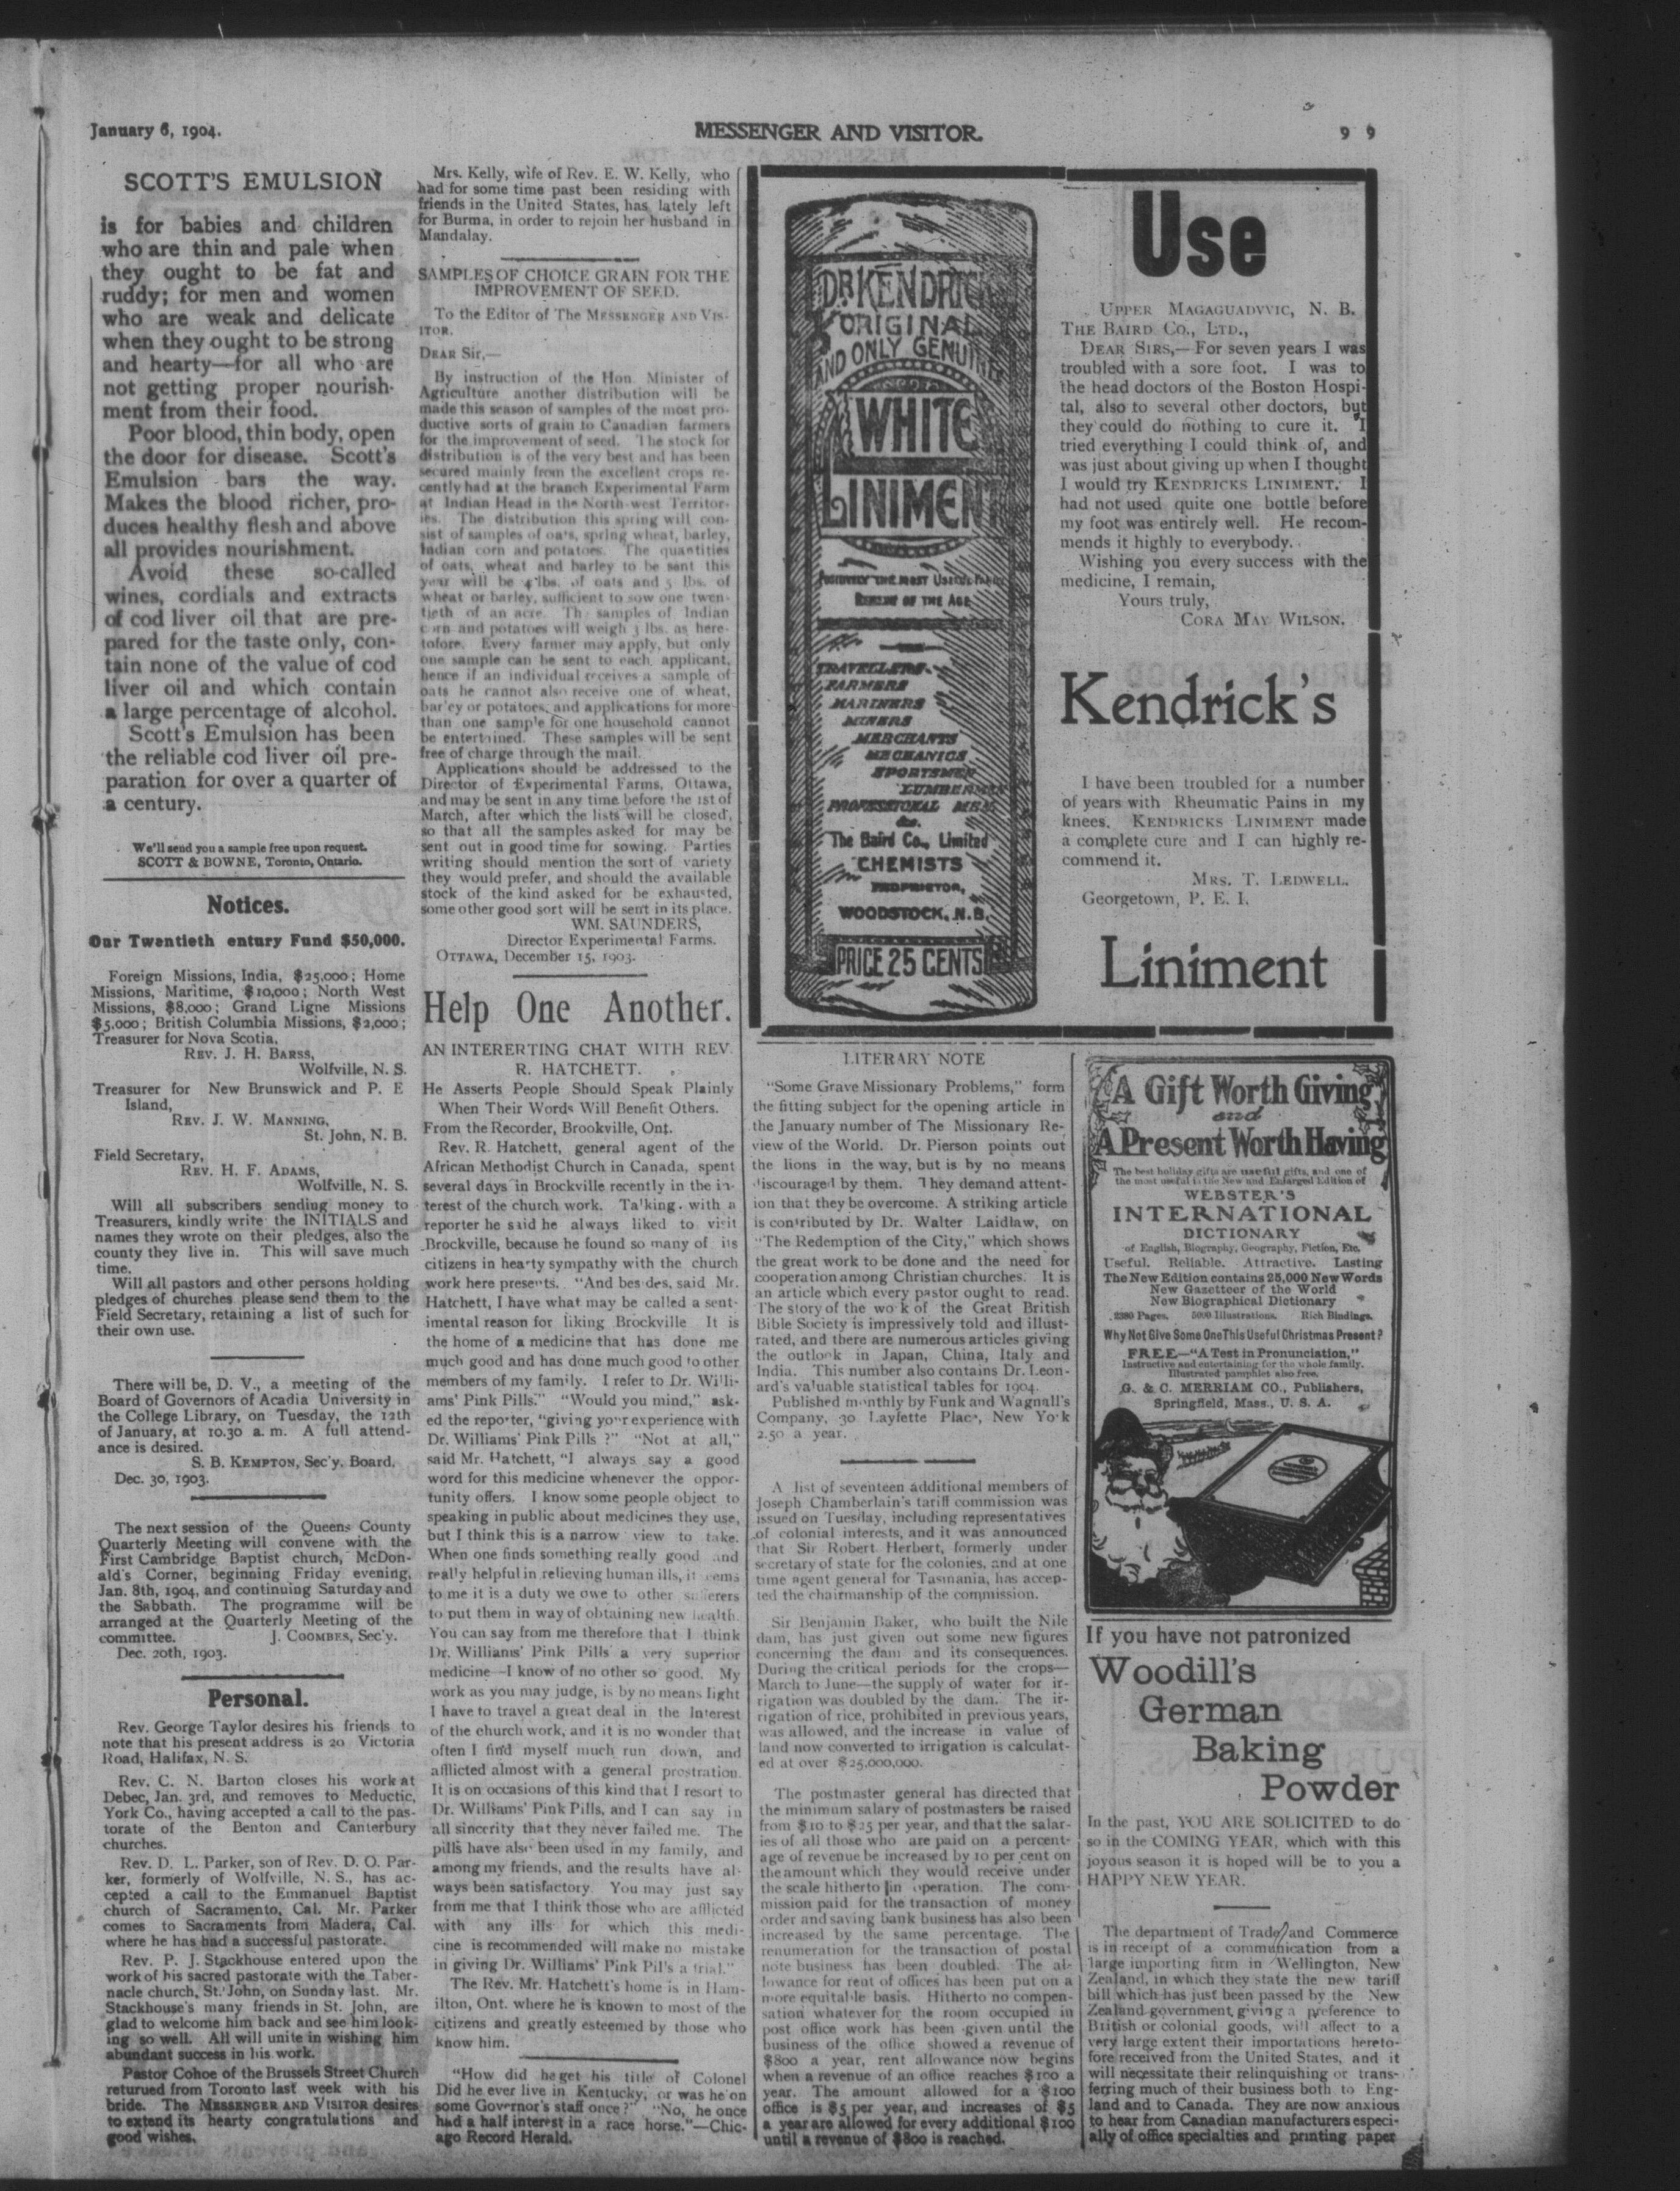 January 6, 1904.
MESSENGER AND VISITOR.
9 9
SCOTT'S EMULSION
is for babies and children
who are thin and pale when
they ought to be fat and
ruddy; for men and women
who are weak and delicate
when they ought to be strong
and hearty—for all who are
not getting proper nourish-
ment from their food.
Poor blood, thin body, open
the door for disease. Scott's
Emulsion bars the way.
Makes the blood richer, pro-
duces healthy flesh and above
all provides nourishment.
Avoid these so-called
wines, cordials and extracts
of cod liver oil that are pre-
pared for the taste only, con-
tain none of the value of cod
liver oil and which contain
a large percentage of alcohol.
Scott's Emulsion has been
the reliable cod liver oil pre-
paration for over a quarter of
a century.
We'll send you a sample free upon request.
SCOTT & BOWNE, Toronto, Ontario.
Notices.
Our Twentieth entury Fund $50,000.
Foreign Missions, India, $25,000; Home
Missions, Maritime, $10,000; North West
Missions, $8,000; Grand Ligne Missions
$5,000; British Columbia Missions, $2,000;
Treasurer for Nova Scotia,
REV. J. H. BARSS,
Wolfville, N. S.
Treasurer for New Brunswick and P. E
Island,
REV. J. W. MANNING,
St. John, N. B.
Field Secretary,
REV. H. F. ADAMS,
Wolfville, N. S.
Will all subscribers sending money to
Treasurers, kindly write the INITIALS and
names they wrote on their pledges, also the
county they live in. This will save much
time.
Will all pastors and other persons holding
pledges of churches please send them to the
Field Secretary, retaining a list of such for
their own use.
There will be, D. V., a meeting of the
Board of Governors of Acadia University in
the College Library, on Tuesday, the 12th
of January, at 10.30 a. m. A full attend-
ance is desired.
S. B. KEMPTON, Sec'y. Board.
Dec. 30, 1903.
The next session of the Queens County
Quarterly Meeting will convene with the
First Cambridge Baptist church, McDon-
ald's Corner, beginning Friday evening,
Jan. 8th, 1904, and continuing Saturday and
the Sabbath. The programme will be
arranged at the Quarterly Meeting of the
committee. J. COOMBES, Sec'y.
Dec. 20th, 1903.
Personal.
Rev. George Taylor desires his friends to
note that his present address is 20 Victoria
Road, Halifax, N. S.
Rev. C. N. Barton closes his work at
Debec, Jan. 3rd, and removes to Meductic,
York Co., having accepted a call to the pas-
torate of the Benton and Canterbury
churches.
Rev. D. L. Parker, son of Rev. D. O. Par-
ker, formerly of Wolfville, N. S., has ac-
cepted a call to the Emmanuel Baptist
church of Sacramento, Cal. Mr. Parker
comes to Sacraments from Madera, Cal.
where he has had a successful pastorate.
Rev. P. J. Stackhouse entered upon the
work of his sacred pastorate with the Taber-
nacle church, St. John, on Sunday last. Mr.
Stackhouse's many friends in St. John, are
glad to welcome him back and see him look-
ing so well. All will unite in wishing him
abundant success in his work.
Pastor Cohoe of the Brussels Street Church
returued from Toronto last week with his
bride. The MESSENGER AND VISITOR desires
to extend its hearty congratulations and
good wishes.
Mrs. Kelly, wife of Rev. E. W. Kelly, who
had for some time past been residing with
friends in the United States, has lately left
for Burma, in order to rejoin her husband in
Mandalay.
SAMPLES OF CHOICE GRAIN FOR THE
IMPROVEMENT OF SEED.
To the Editor of The MESSENGER AND VIS-
ITOR.
DEAR Sir,—
By instruction of the Hon. Minister of
Agriculture another distribution will be
made this season of samples of the most pro-
ductive sorts of grain to Canadian farmers
for the improvement of seed. The stock for
distribution is of the very best and has been
secured mainly from the excellent crops re-
cently had at the branch Experimental Farm
at Indian Head in the North-west Territor-
ies. The distribution this spring will con-
sist of samples of oats, spring wheat, barley,
Indian corn and potatoes. The quantities
of oats, wheat and barley to be sent this
year will be 4 lbs. of oats and 5 lbs. of
wheat or barley, sufficient to sow one twen-
tieth of an acre. Th samples of Indian
corn and potatoes will weigh 3 lbs. as here-
tofore. Every farmer may apply, but only
one sample can be sent to each applicant,
hence if an individual receives a sample of
oats he cannot also receive one of wheat,
barley or potatoes, and applications for more
than one sample for one household cannot
be entertained. These samples will be sent
free of charge through the mail.
Applications should be addressed to the
Director of Experimental Farms, Ottawa,
and may be sent in any time before the 1st of
March, after which the lists will be closed,
so that all the samples asked for may be
sent out in good time for sowing. Parties
writing should mention the sort of variety
they would prefer, and should the available
stock of the kind asked for be exhausted,
some other good sort will be sent in its place.
WM. SAUNDERS,
Director Experimental Farms.
OTTAWA, December 15, 1903.
Help One Another.
AN INTERERTING CHAT WITH REV.
R. HATCHETT.
He Asserts People Should Speak Plainly
When Their Words Will Benefit Others.
From the Recorder, Brookville, Ont.
Rev. R. Hatchett, general agent of the
African Methodist Church in Canada, spent
several days in Brockville recently in the in-
terest of the church work. Talking with a
reporter he said he always liked to visit
Brockville, because he found so many of its
citizens in hearty sympathy with the church
work here presents. "And besides, said Mr.
Hatchett, I have what may be called a sent-
imental reason for liking Brockville It is
the home of a medicine that has done me
much good and has done much good to other
members of my family. I refer to Dr. Willi-
ams' Pink Pills." "Would you mind," ask-
ed the reporter, "giving your experience with
Dr. Williams' Pink Pills?" "Not at all,"
said Mr. Hatchett, "I always say a good
word for this medicine whenever the oppor-
tunity offers. I know some people object to
speaking in public about medicines they use,
but I think this is a narrow view to take.
When one finds something really good and
really helpful in relieving human ills, it seems
to me it is a duty we owe to other sufferers
to put them in way of obtaining new health.
You can say from me therefore that I think
Dr. Williams' Pink Pills a very superior
medicine—I know of no other so good. My
work as you may judge, is by no means light
I have to travel a great deal in the Interest
of the church work, and it is no wonder that
often I find myself much run down, and
afflicted almost with a general prostration.
It is on occasions of this kind that I resort to
Dr. Williams' Pink Pills, and I can say in
all sincerity that they never failed me. The
pills have also been used in my family, and
among my friends, and the results have al-
ways been satisfactory. You may just say
from me that I think those who are afflicted
with any ills for which this medi-
cine is recommended will make no mistake
in giving Dr. Williams' Pink Pills a trial."
The Rev. Mr. Hatchett's home is in Ham-
ilton, Ont. where he is known to most of the
citizens and greatly esteemed by those who
know him.
"How did he get his title of Colonel
Did he ever live in Kentucky, or was he on
some Governor's staff once?" "No, he once
had a half interest in a race horse."—Chic-
ago Record Herald.
DR KENDRICK
ORIGINAL
AND ONLY GENUINE
WHITE
LINIMENT
POSITIVELY THE MOST USEFUL FAMILY
REMEDY OF THE AGE
TRAVELLERS
FARMERS
MARINERS
MINERS
MERCHANTS
MECHANICS
SPORTSMEN
LUMBERMEN
PROFESSIONAL MEN
&c.
The Baird Co., Limited
CHEMISTS
PROPRIETOR,
WOODSTOCK, N.B.
PRICE 25 CENTS
Use
UPPER MAGAGUADVVIC, N. B.
THE BAIRD CO., LTD.,
DEAR SIRS,—For seven years I was
troubled with a sore foot. I was to
the head doctors of the Boston Hospi-
tal, also to several other doctors, but
they could do nothing to cure it. I
tried everything I could think of, and
was just about giving up when I thought
I would try KENDRICKS LINIMENT. I
had not used quite one bottle before
my foot was entirely well. He recom-
mends it highly to everybody.
Wishing you every success with the
medicine, I remain,
Yours truly,
CORA MAY WILSON.
Kendrick's
I have been troubled for a number
of years with Rheumatic Pains in my
knees. KENDRICKS LINIMENT made
a complete cure and I can highly re-
commend it.
MRS. T. LEDWELL.
Georgetown, P. E. I.
Liniment
LITERARY NOTE
"Some Grave Missionary Problems," form
the fitting subject for the opening article in
the January number of The Missionary Re-
view of the World. Dr. Pierson points out
the lions in the way, but is by no means
discouraged by them. They demand attent-
ion that they be overcome. A striking article
is contributed by Dr. Walter Laidlaw, on
"The Redemption of the City," which shows
the great work to be done and the need for
cooperation among Christian churches. It is
an article which every pastor ought to read.
The story of the wo k of the Great British
Bible Society is impressively told and illust-
rated, and there are numerous articles giving
the outlook in Japan, China, Italy and
India. This number also contains Dr. Leon-
ard's valuable statistical tables for 1904.
Published monthly by Funk and Wagnall's
Company, 30 Layfette Place, New York
2.50 a year.
A list of seventeen additional members of
Joseph Chamberlain's tariff commission was
issued on Tuesday, including representatives
of colonial interests, and it was announced
that Sir Robert Herbert, formerly under
secretary of state for the colonies, and at one
time agent general for Tasmania, has accep-
ted the chairmanship of the commission.
Sir Benjamin Baker, who built the Nile
dam, has just given out some new figures
concerning the dam and its consequences.
During the critical periods for the crops—
March to June—the supply of water for ir-
rigation was doubled by the dam. The ir-
rigation of rice, prohibited in previous years,
was allowed, and the increase in value of
land now converted to irrigation is calculat-
ed at over $25,000,000.
The postmaster general has directed that
the minimum salary of postmasters be raised
from $10 to $25 per year, and that the salar-
ies of all those who are paid on a percent-
age of revenue be increased by 10 per cent on
the amount which they would receive under
the scale hitherto in operation. The com-
mission paid for the transaction of money
order and saving bank business has also been
increased by the same percentage. The
renumeration for the transaction of postal
note business has been doubled. The al-
lowance for rent of offices has been put on a
more equitable basis. Hitherto no compen-
sation whatever for the room occupied in
post office work has been given until the
business of the office showed a revenue of
$800 a year, rent allowance now begins
when a revenue of an office reaches $100 a
year. The amount allowed for a $100
office is $5 per year, and increases of $5
a year are allowed for every additional $100
until a revenue of $800 is reached.
A Gift Worth Giving
and
A Present Worth Having
The best holiday gifts are useful gifts, and one of
the most useful is the New and Enlarged Edition of
WEBSTER'S
INTERNATIONAL
DICTIONARY
of English, Biography, Geography, Fiction, Etc.
Useful. Reliable. Attractive. Lasting
The New Edition contains 25,000 New Words
New Gazetteer of the World
New Biographical Dictionary
2380 Pages. 5000 Illustrations. Rich Bindings.
Why Not Give Some One This Useful Christmas Present?
FREE—"A Test in Pronunciation,"
Instructive and entertaining for the whole family.
Illustrated pamphlet also free.
G. & C. MERRIAM CO., Publishers,
Springfield, Mass., U. S. A.
If you have not patronized
Woodill's
German
Baking
Powder
In the past, YOU ARE SOLICITED to do
so in the COMING YEAR, which with this
joyous season it is hoped will be to you a
HAPPY NEW YEAR.
The department of Trade and Commerce
is in receipt of a communication from a
large importing firm in Wellington, New
Zealand, in which they state the new tariff
bill which has just been passed by the New
Zealand government giving a preference to
British or colonial goods, will affect to a
very large extent their importations hereto-
fore received from the United States, and it
will necessitate their relinquishing or trans-
ferring much of their business both to Eng-
land and to Canada. They are now anxious
to hear from Canadian manufacturers especi-
ally of office specialties and printing paper